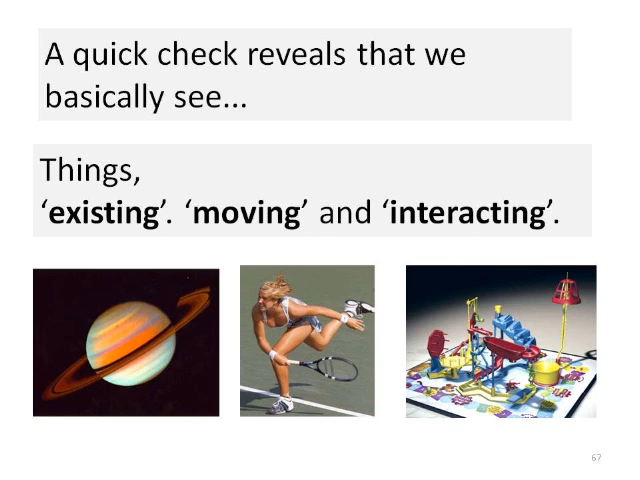 A quick check reveals that we
basically see...
Things,
‘existing’. ‘moving’ and ‘interacting’.
67